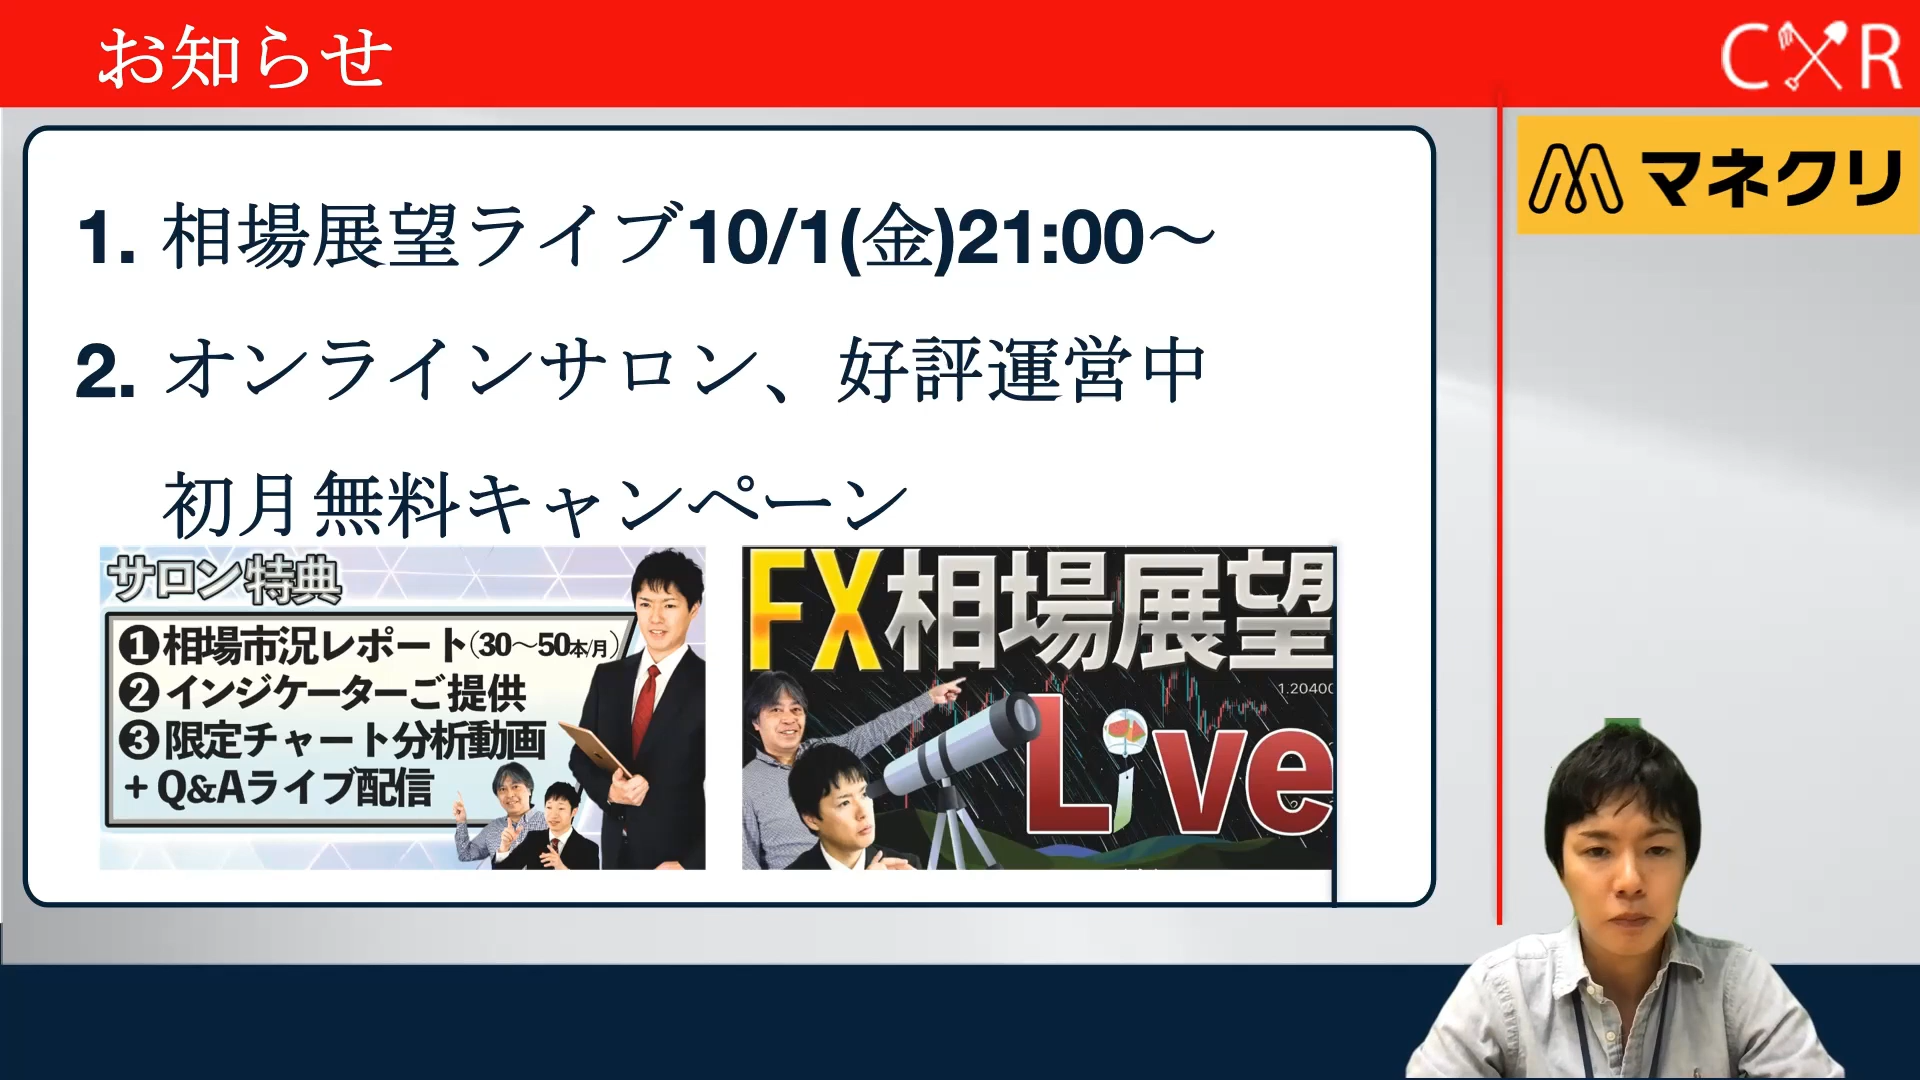 お知らせ
CXR
マネクリ
1. 相場展望ライブ10/1(金)21:00〜
2. オンラインサロン、好評運営中
初月無料キャンペーン
サロン特典
❶相場市況レポート(30〜50本/月)
❷インジケーターご提供
❸限定チャート分析動画
+ Q&Aライブ配信
FX相場展望
1.2040
Live